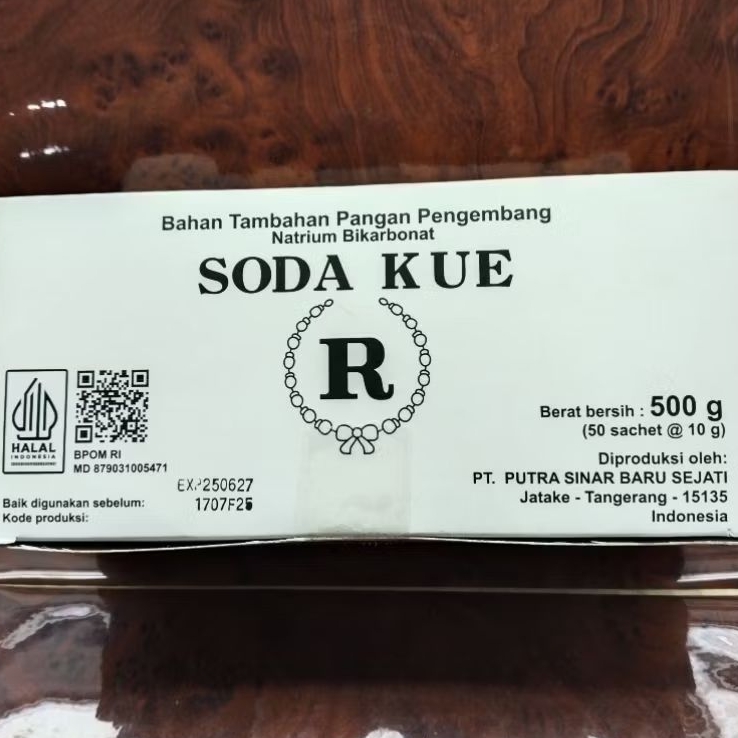 Bahan Tambahan Pangan Pengembang
Natrium Bikarbonat
SODA KUE
R
HALAL
INDONESIA
BPOM RI
MD 879031005471
Baik digunakan sebelum: EXP250627
Kode produksi: 1707F25
Berat bersih : 500 g
(50 sachet @ 10 g)
Diproduksi oleh:
PT. PUTRA SINAR BARU SEJATI
Jatake - Tangerang - 15135
Indonesia